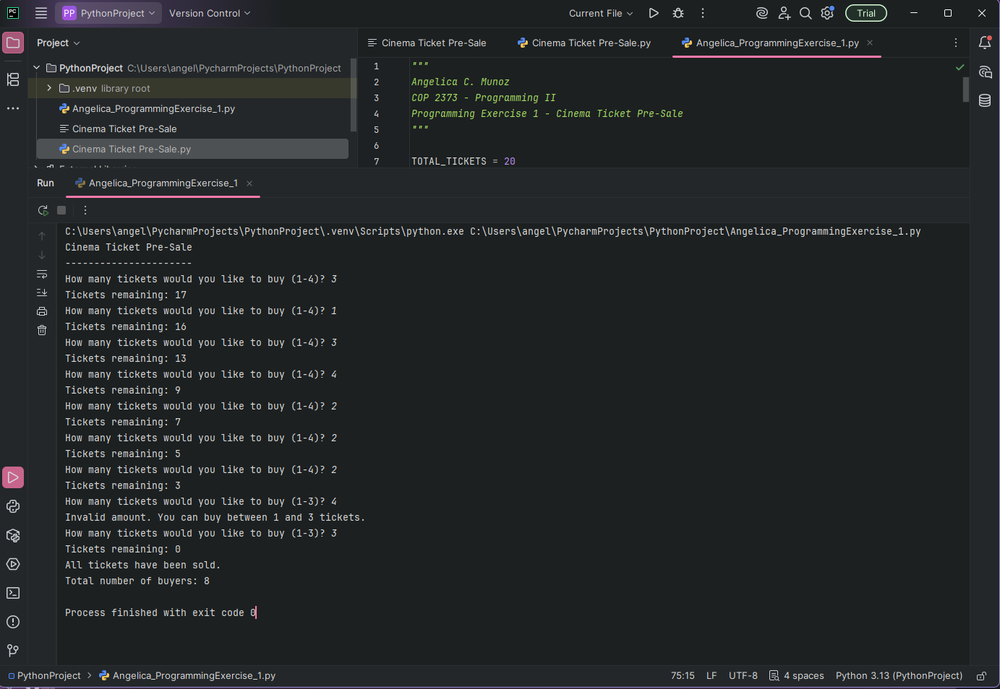 PC PP PythonProject Version Control Current File Trial
Project
Cinema Ticket Pre-Sale Cinema Ticket Pre-Sale.py Angelica_ProgrammingExercise_1.py
PythonProject C:\Users\angel\PycharmProjects\PythonProject
.venv library root
Angelica_ProgrammingExercise_1.py
Cinema Ticket Pre-Sale
Cinema Ticket Pre-Sale.py
1 """
2 Angelica C. Munoz
3 COP 2373 - Programming II
4 Programming Exercise 1 - Cinema Ticket Pre-Sale
5 """
6
7 TOTAL_TICKETS = 20
Run Angelica_ProgrammingExercise_1
C:\Users\angel\PycharmProjects\PythonProject\.venv\Scripts\python.exe C:\Users\angel\PycharmProjects\PythonProject\Angelica_ProgrammingExercise_1.py
Cinema Ticket Pre-Sale
----------------------
How many tickets would you like to buy (1-4)? 3
Tickets remaining: 17
How many tickets would you like to buy (1-4)? 1
Tickets remaining: 16
How many tickets would you like to buy (1-4)? 3
Tickets remaining: 13
How many tickets would you like to buy (1-4)? 4
Tickets remaining: 9
How many tickets would you like to buy (1-4)? 2
Tickets remaining: 7
How many tickets would you like to buy (1-4)? 2
Tickets remaining: 5
How many tickets would you like to buy (1-4)? 2
Tickets remaining: 3
How many tickets would you like to buy (1-3)? 4
Invalid amount. You can buy between 1 and 3 tickets.
How many tickets would you like to buy (1-3)? 3
Tickets remaining: 0
All tickets have been sold.
Total number of buyers: 8
Process finished with exit code 0
PythonProject Angelica_ProgrammingExercise_1.py 75:15 LF UTF-8 4 spaces Python 3.13 (PythonProject)